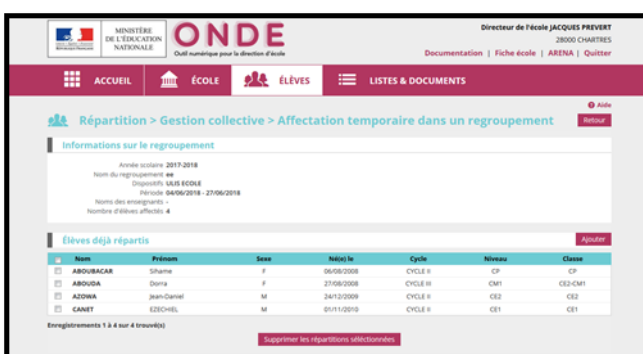 MINISTÈRE
DE L'ÉDUCATION
NATIONALE
ONDE
Outil numérique pour la direction d'école
Directeur de l'école JACQUES PREVERT
28000 CHARTRES
Documentation | Fiche école | ARENA | Quitter
ACCUEIL ÉCOLE ÉLÈVES LISTES & DOCUMENTS
Aide
Répartition > Gestion collective > Affectation temporaire dans un regroupement Retour
Informations sur le regroupement
Année scolaire 2017-2018
Nom du regroupement ee
Dispositifs ULIS ECOLE
Période 04/06/2018 - 27/06/2018
Noms des enseignants -
Nombre d'élèves affectés 4
Élèves déjà répartis Ajouter
Nom Prénom Sexe Né(e) le Cycle Niveau Classe
ABOUBACAR Sihame F 06/08/2008 CYCLE II CP CP
ABOUDA Dorra F 27/08/2008 CYCLE III CM1 CE2-CM1
AZOWA Jean-Daniel M 24/12/2009 CYCLE II CE2 CE2
CANET EZECHIEL M 01/11/2010 CYCLE II CE1 CE1
Enregistrements 1 à 4 sur 4 trouvé(s)
Supprimer les répartitions séléctionnées